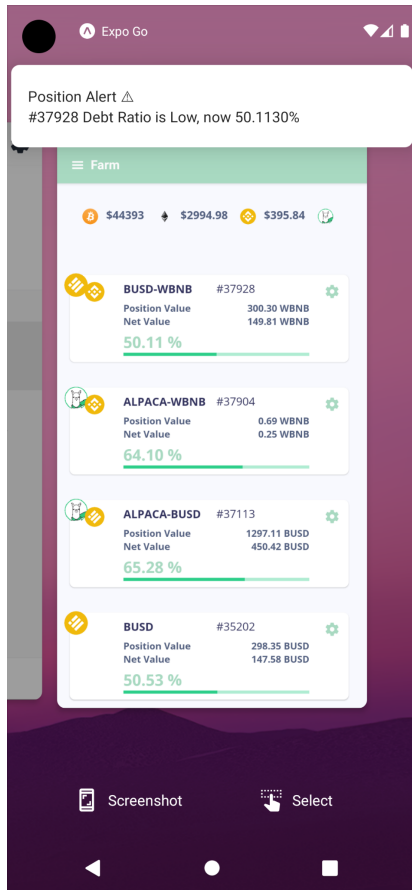 Expo Go
Position Alert ⚠
#37928 Debt Ratio is Low, now 50.1130%
Farm
$44393 $2994.98 $395.84
BUSD-WBNB #37928
Position Value 300.30 WBNB
Net Value 149.81 WBNB
50.11 %
ALPACA-WBNB #37904
Position Value 0.69 WBNB
Net Value 0.25 WBNB
64.10 %
ALPACA-BUSD #37113
Position Value 1297.11 BUSD
Net Value 450.42 BUSD
65.28 %
BUSD #35202
Position Value 298.35 BUSD
Net Value 147.58 BUSD
50.53 %
Screenshot Select